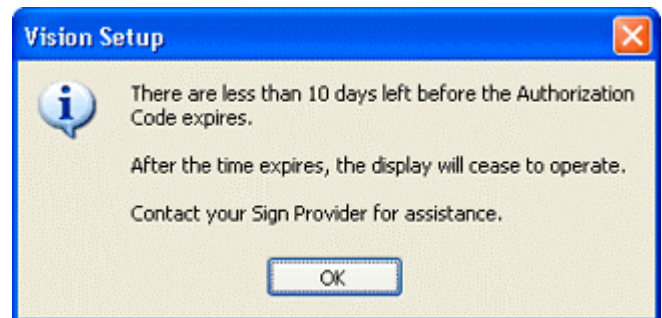 Vision Setup
There are less than 10 days left before the Authorization
Code expires.
After the time expires, the display will cease to operate.
Contact your Sign Provider for assistance.
OK